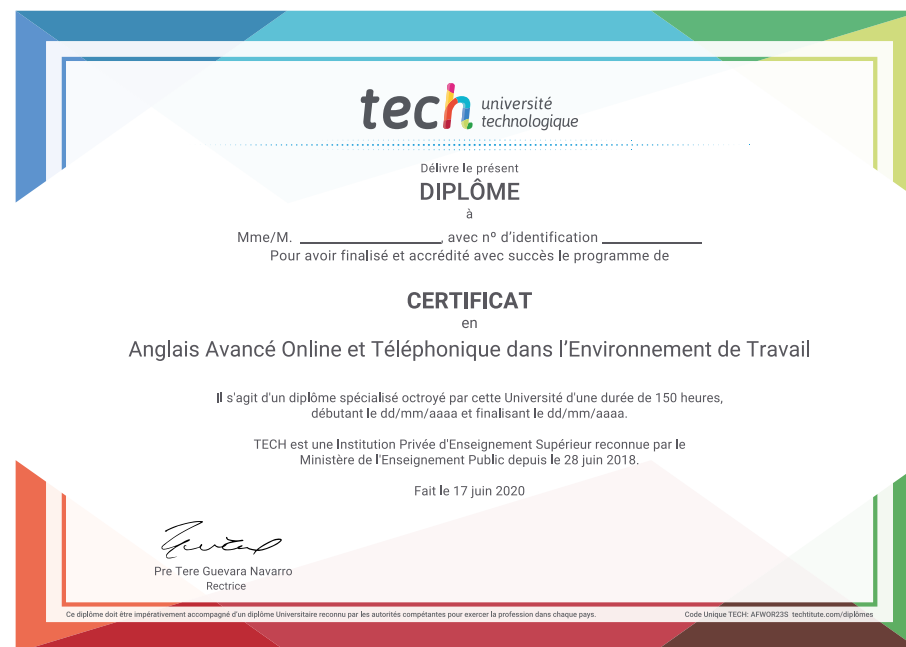 tech université
technologique
Délivre le présent
DIPLÔME
à
Mme/M. ____________________, avec nº d'identification ______________
Pour avoir finalisé et accrédité avec succès le programme de
CERTIFICAT
en
Anglais Avancé Online et Téléphonique dans l'Environnement de Travail
Il s'agit d'un diplôme spécialisé octroyé par cette Université d'une durée de 150 heures,
débutant le dd/mm/aaaa et finalisant le dd/mm/aaaa.
TECH est une Institution Privée d'Enseignement Supérieur reconnue par le
Ministère de l'Enseignement Public depuis le 28 juin 2018.
Fait le 17 juin 2020
Pre Tere Guevara Navarro
Rectrice
Ce diplôme doit être impérativement accompagné d'un diplôme Universitaire reconnu par les autorités compétantes pour exercer la profession dans chaque pays.
Code Unique TECH: AFWOR23S techtitute.com/diplômes